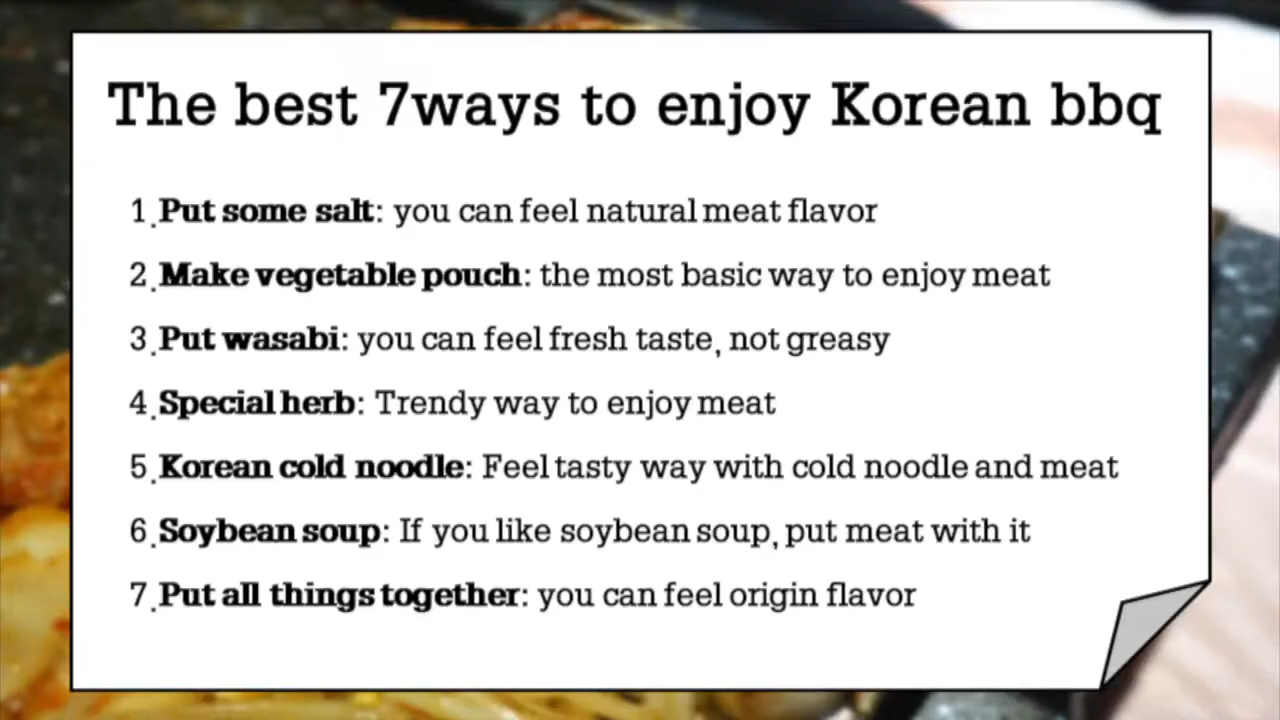 The best 7ways to enjoy Korean bbq
1. Put some salt: you can feel natural meat flavor
2. Make vegetable pouch: the most basic way to enjoy meat
3. Put wasabi: you can feel fresh taste, not greasy
4. Special herb: Trendy way to enjoy meat
5. Korean cold noodle: Feel tasty way with cold noodle and meat
6. Soybean soup: If you like soybean soup, put meat with it
7. Put all things together: you can feel origin flavor